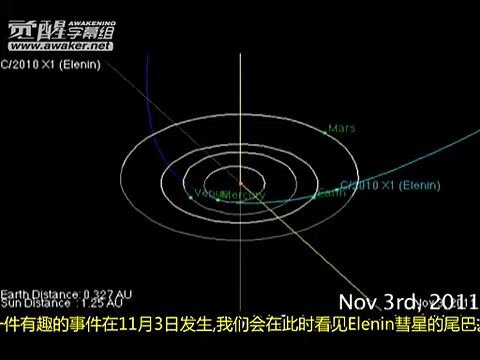 觉醒字幕组
AWAKENING
www.awaker.net
C/2010 X1 (Elenin)
Mars
C/2010 X1 (Elenin)
Venus
Mercury
Earth
Earth Distance: 0.327 AU
Sun Distance: 1.25 AU
Nov 3rd, 2011
一件有趣的事件在11月3日发生,我们会在此时看见Elenin彗星的尾巴